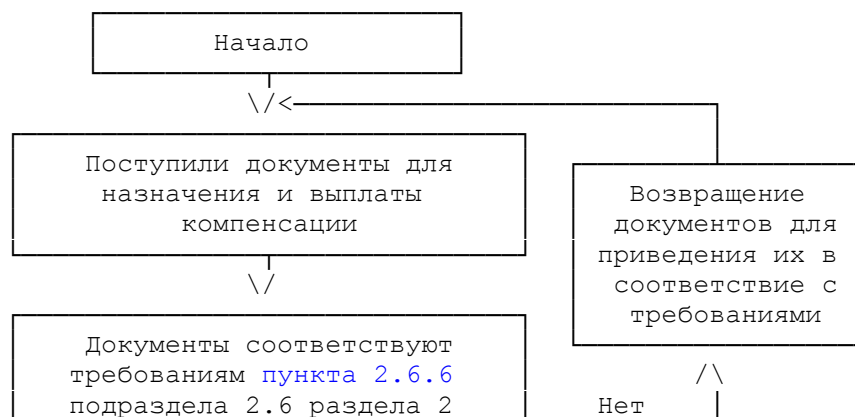 Начало
Поступили документы для
назначения и выплаты
компенсации
Возвращение
документов для
приведения их в
соответствие с
требованиями
Документы соответствуют
требованиям пункта 2.6.6
подраздела 2.6 раздела 2
Нет